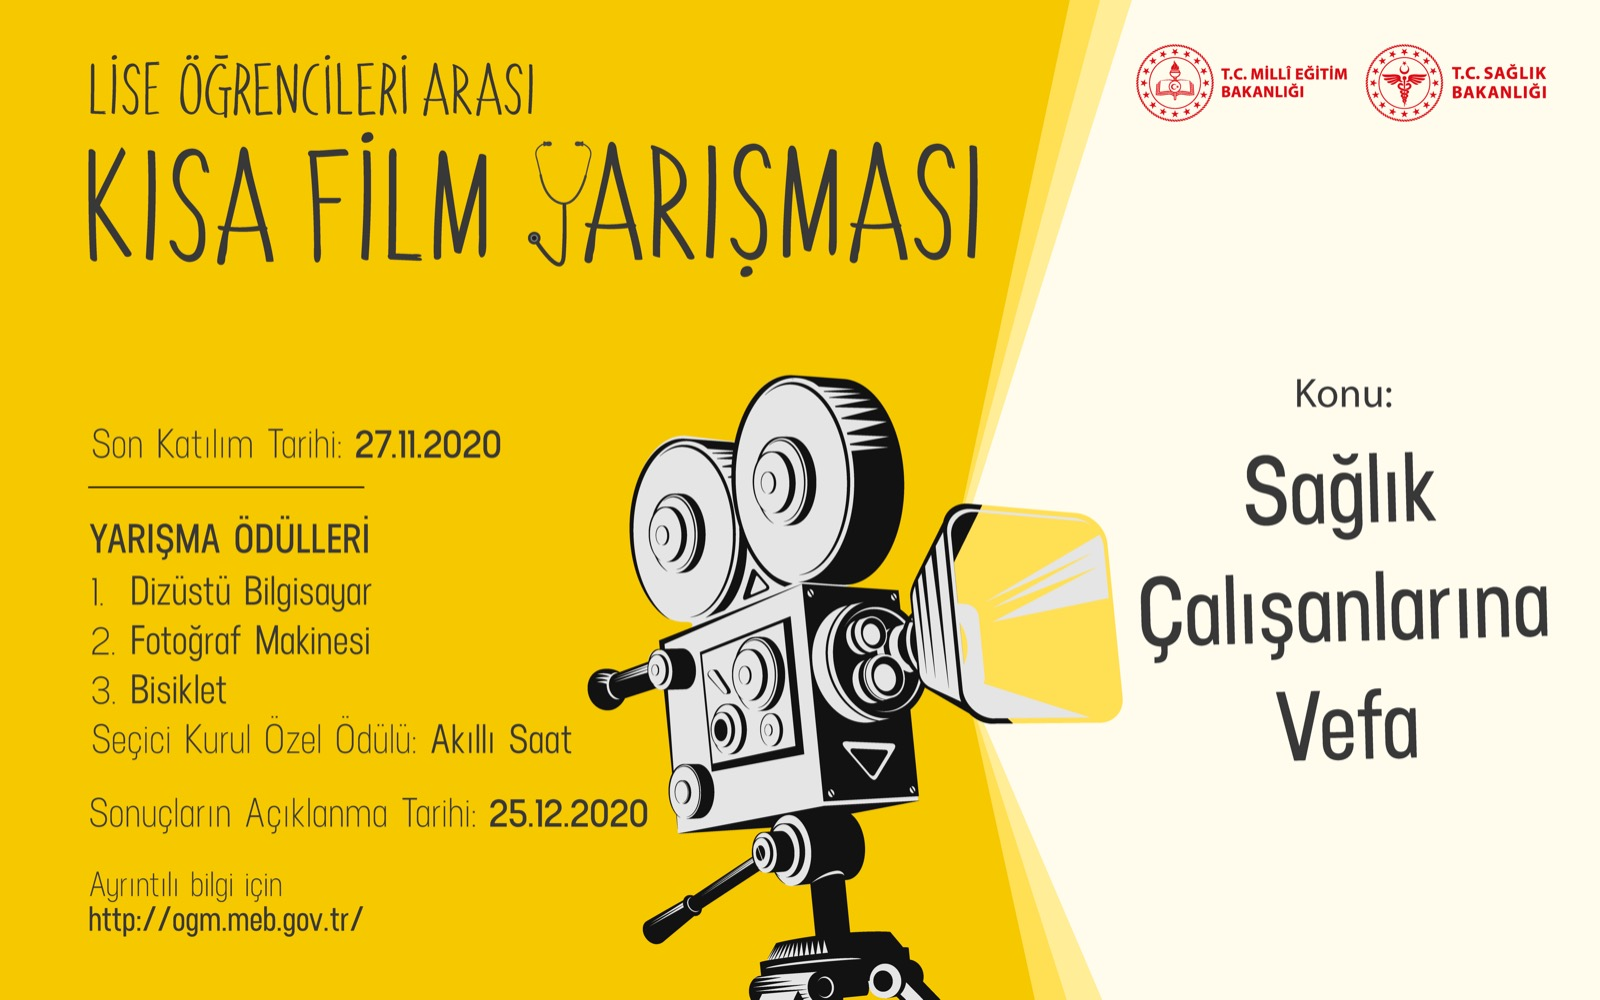 LİSE ÖĞRENCİLERİ ARASI
KISA FİLM YARIŞMASI
T.C. MİLLÎ EĞİTİM
BAKANLIĞI
T.C. SAĞLIK
BAKANLIĞI
Son Katılım Tarihi: 27.11.2020
YARIŞMA ÖDÜLLERİ
1. Dizüstü Bilgisayar
2. Fotoğraf Makinesi
3. Bisiklet
Seçici Kurul Özel Ödülü: Akıllı Saat
Sonuçların Açıklanma Tarihi: 25.12.2020
Ayrıntılı bilgi için
http://ogm.meb.gov.tr/
Konu:
Sağlık
Çalışanlarına
Vefa